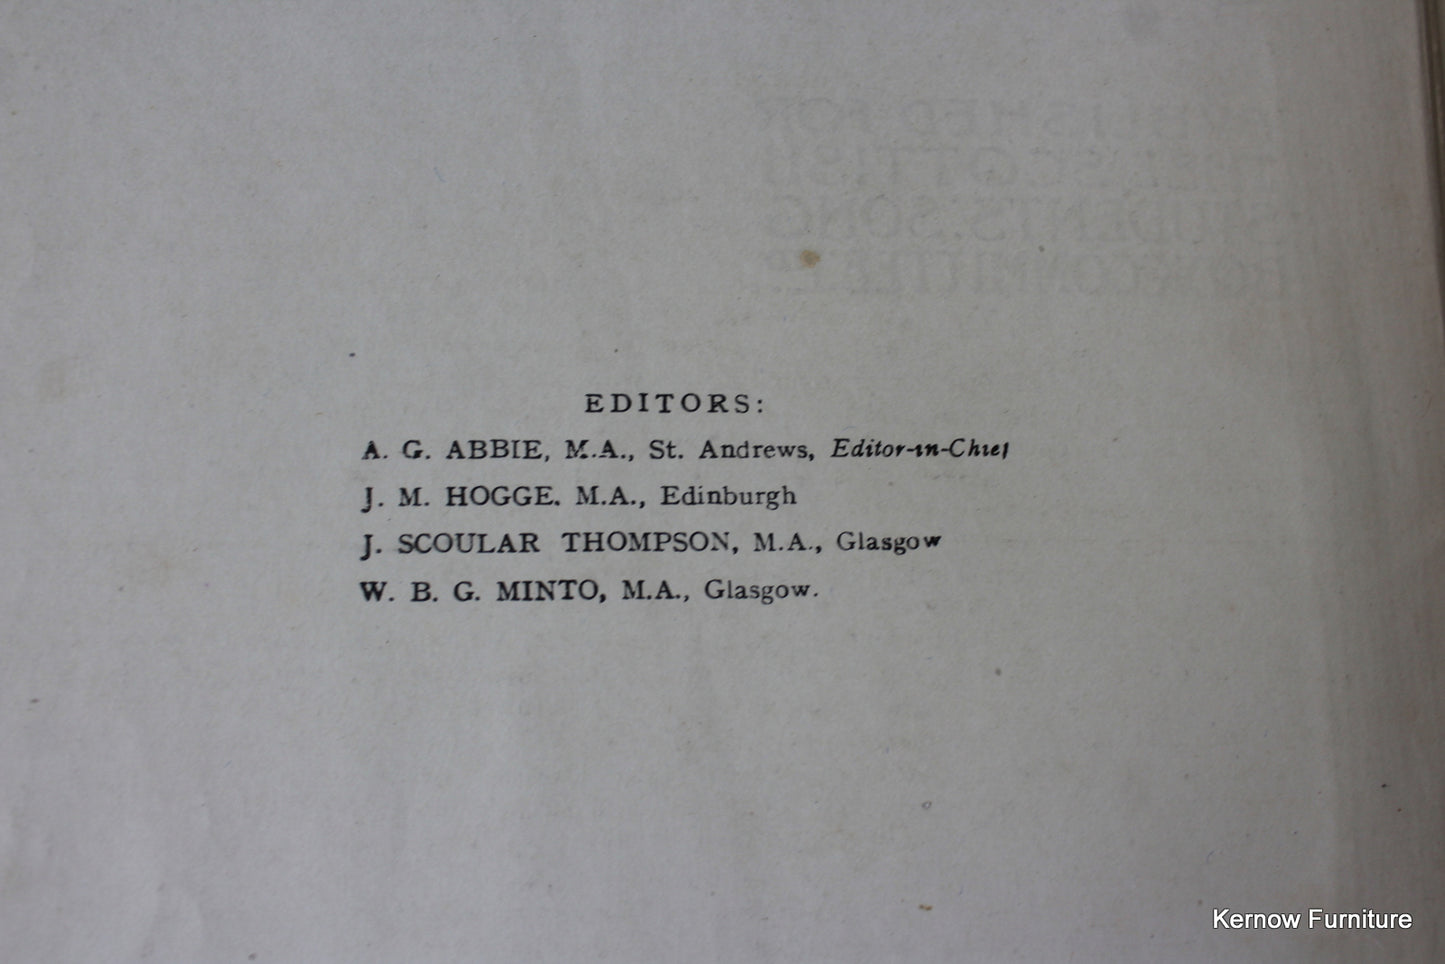 EDITORS:
A. G. ABBIE, M.A., St. Andrews, Editor-in-Chief
J. M. HOGGE. M.A., Edinburgh
J. SCOULAR THOMPSON, M.A., Glasgow
W. B. G. MINTO, M.A., Glasgow.
Kernow Furniture